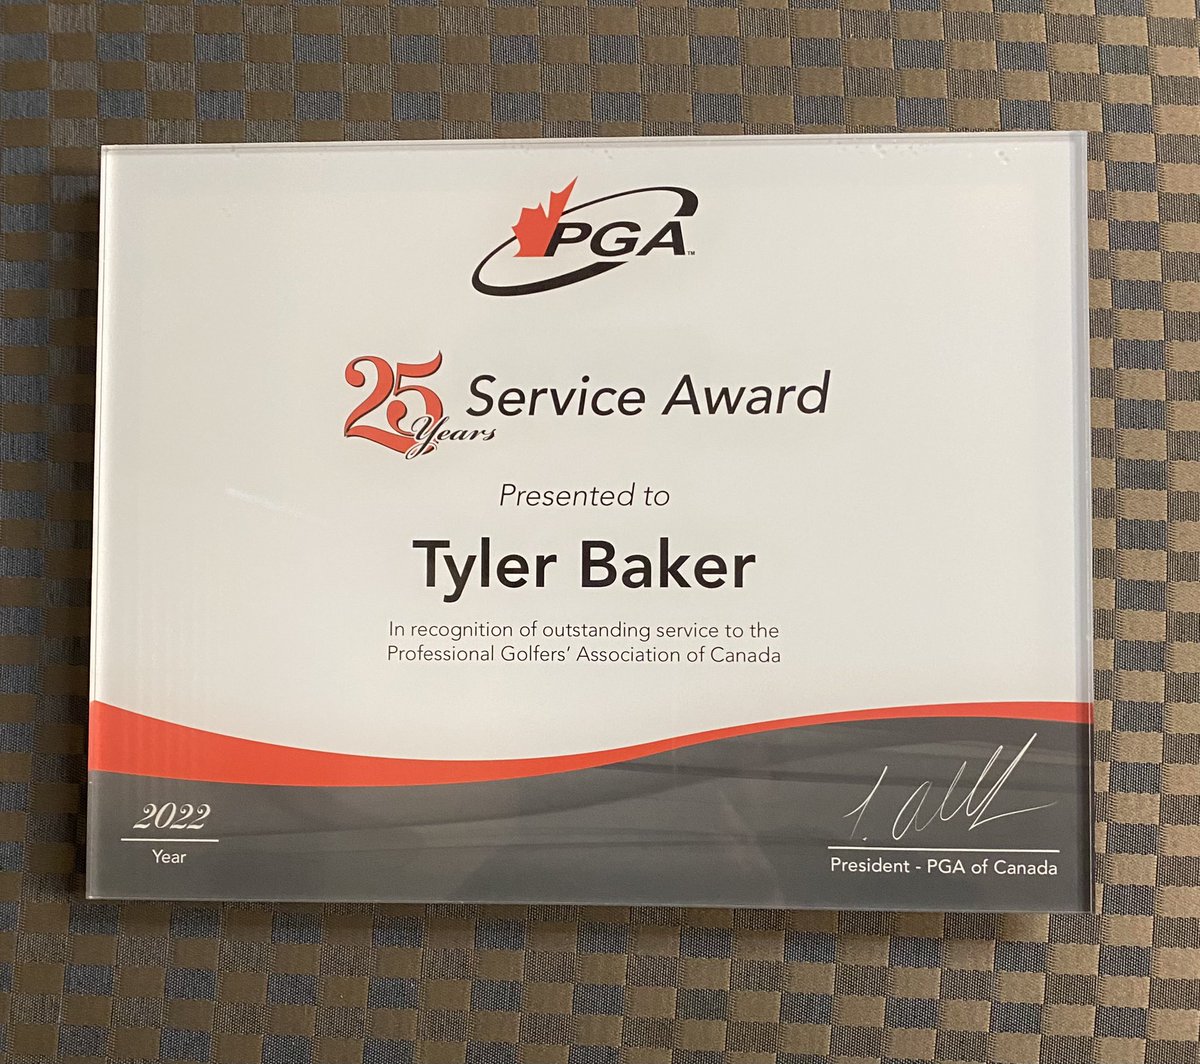 PGA™
25 Years Service Award
Presented to
Tyler Baker
In recognition of outstanding service to the
Professional Golfers’ Association of Canada
2022
Year
President - PGA of Canada